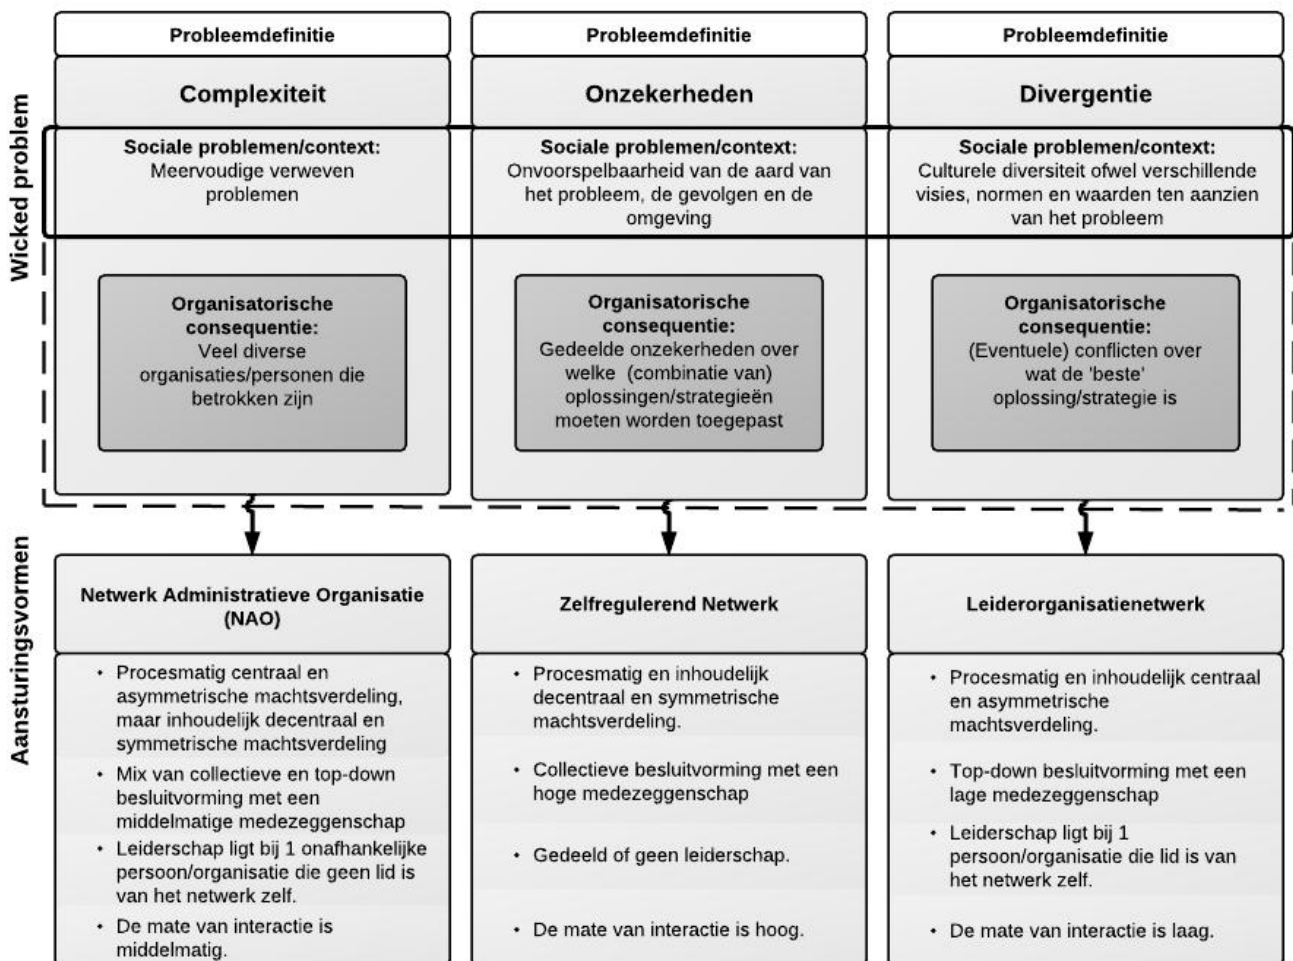 Wicked problem
Probleemdefinitie
Complexiteit
Sociale problemen/context:
Meervoudige verweven
problemen
Organisatorische
consequentie:
Veel diverse
organisaties/personen die
betrokken zijn
Probleemdefinitie
Onzekerheden
Sociale problemen/context:
Onvoorspelbaarheid van de aard van
het probleem, de gevolgen en de
omgeving
Organisatorische
consequentie:
Gedeelde onzekerheden over
welke (combinatie van)
oplossingen/strategieën
moeten worden toegepast
Probleemdefinitie
Divergentie
Sociale problemen/context:
Culturele diversiteit ofwel verschillende
visies, normen en waarden ten aanzien
van het probleem
Organisatorische
consequentie:
(Eventuele) conflicten over
wat de 'beste'
oplossing/strategie is
Aansturingsvormen
Netwerk Administratieve Organisatie
(NAO)
• Procesmatig centraal en
asymmetrische machtsverdeling,
maar inhoudelijk decentraal en
symmetrische machtsverdeling
• Mix van collectieve en top-down
besluitvorming met een
middelmatige medezeggenschap
• Leiderschap ligt bij 1 onafhankelijke
persoon/organisatie die geen lid is
van het netwerk zelf.
• De mate van interactie is
middelmatig.
Zelfregulerend Netwerk
• Procesmatig en inhoudelijk
decentraal en symmetrische
machtsverdeling.
• Collectieve besluitvorming met een
hoge medezeggenschap
• Gedeeld of geen leiderschap.
• De mate van interactie is hoog.
Leiderorganisatienetwerk
• Procesmatig en inhoudelijk centraal
en asymmetrische
machtsverdeling.
• Top-down besluitvorming met een
lage medezeggenschap
• Leiderschap ligt bij 1
persoon/organisatie die lid is van
het netwerk zelf.
• De mate van interactie is laag.